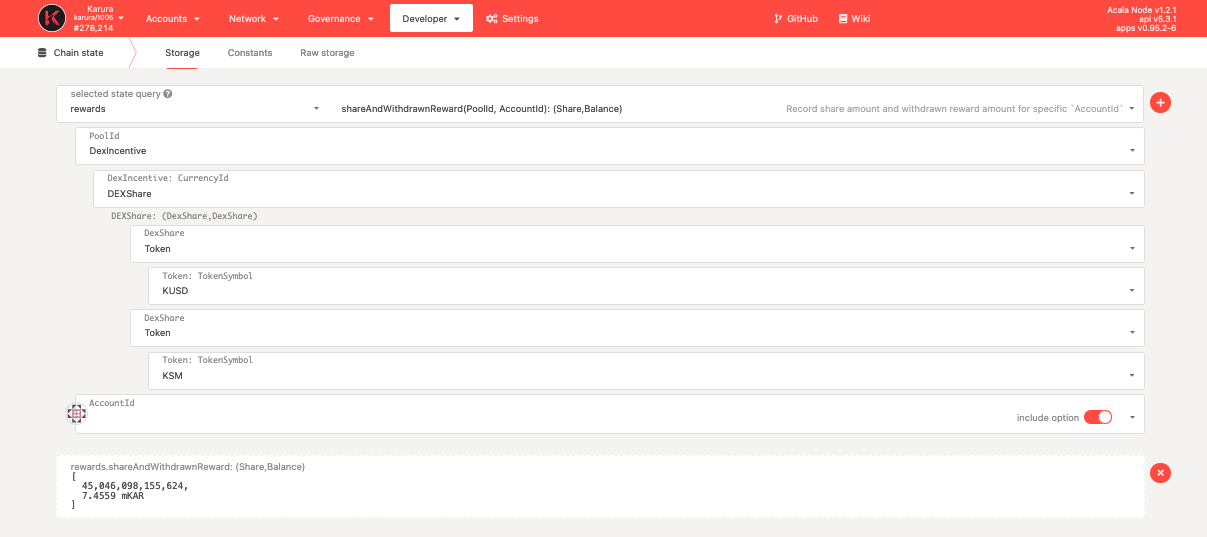 Karura
karura/1005
#278,214
Accounts
Network
Governance
Developer
Settings
GitHub
Wiki
Acala Node v1.2.1
api v5.3.1
apps v0.95.2-6
Chain state
Storage
Constants
Raw storage
selected state query
rewards
shareAndWithdrawnReward(PoolId, AccountId): (Share,Balance)
Record share amount and withdrawn reward amount for specific `AccountId`
PoolId
DexIncentive
DexIncentive: CurrencyId
DEXShare
DEXShare: (DexShare,DexShare)
DexShare
Token
Token: TokenSymbol
KUSD
DexShare
Token
Token: TokenSymbol
KSM
AccountId
include option
rewards.shareAndWithdrawnReward: (Share,Balance)
[
45,046,098,155,624,
7.4559 mKAR
]